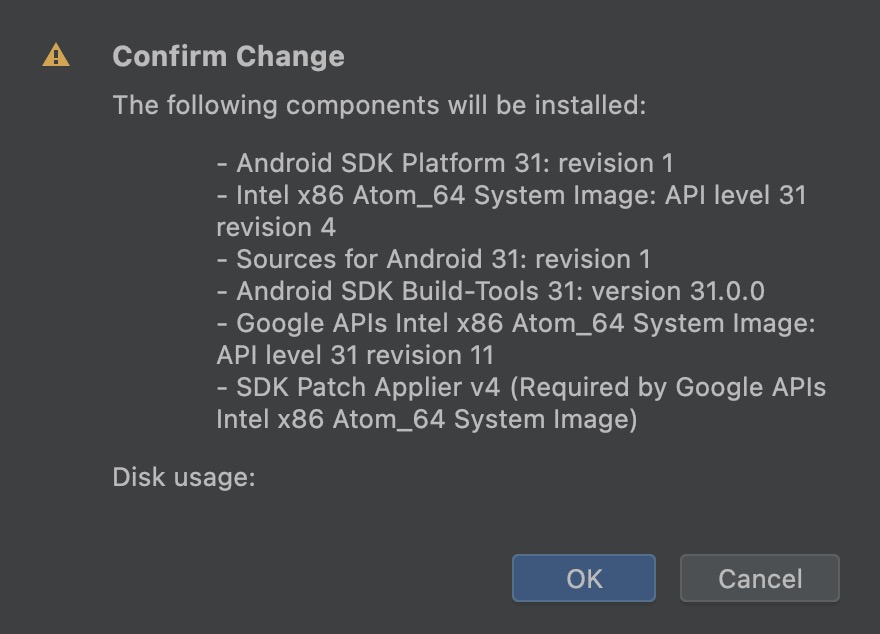 Confirm Change
The following components will be installed:
- Android SDK Platform 31: revision 1
- Intel x86 Atom_64 System Image: API level 31
revision 4
- Sources for Android 31: revision 1
- Android SDK Build-Tools 31: version 31.0.0
- Google APIs Intel x86 Atom_64 System Image:
API level 31 revision 11
- SDK Patch Applier v4 (Required by Google APIs
Intel x86 Atom_64 System Image)
Disk usage:
OK
Cancel